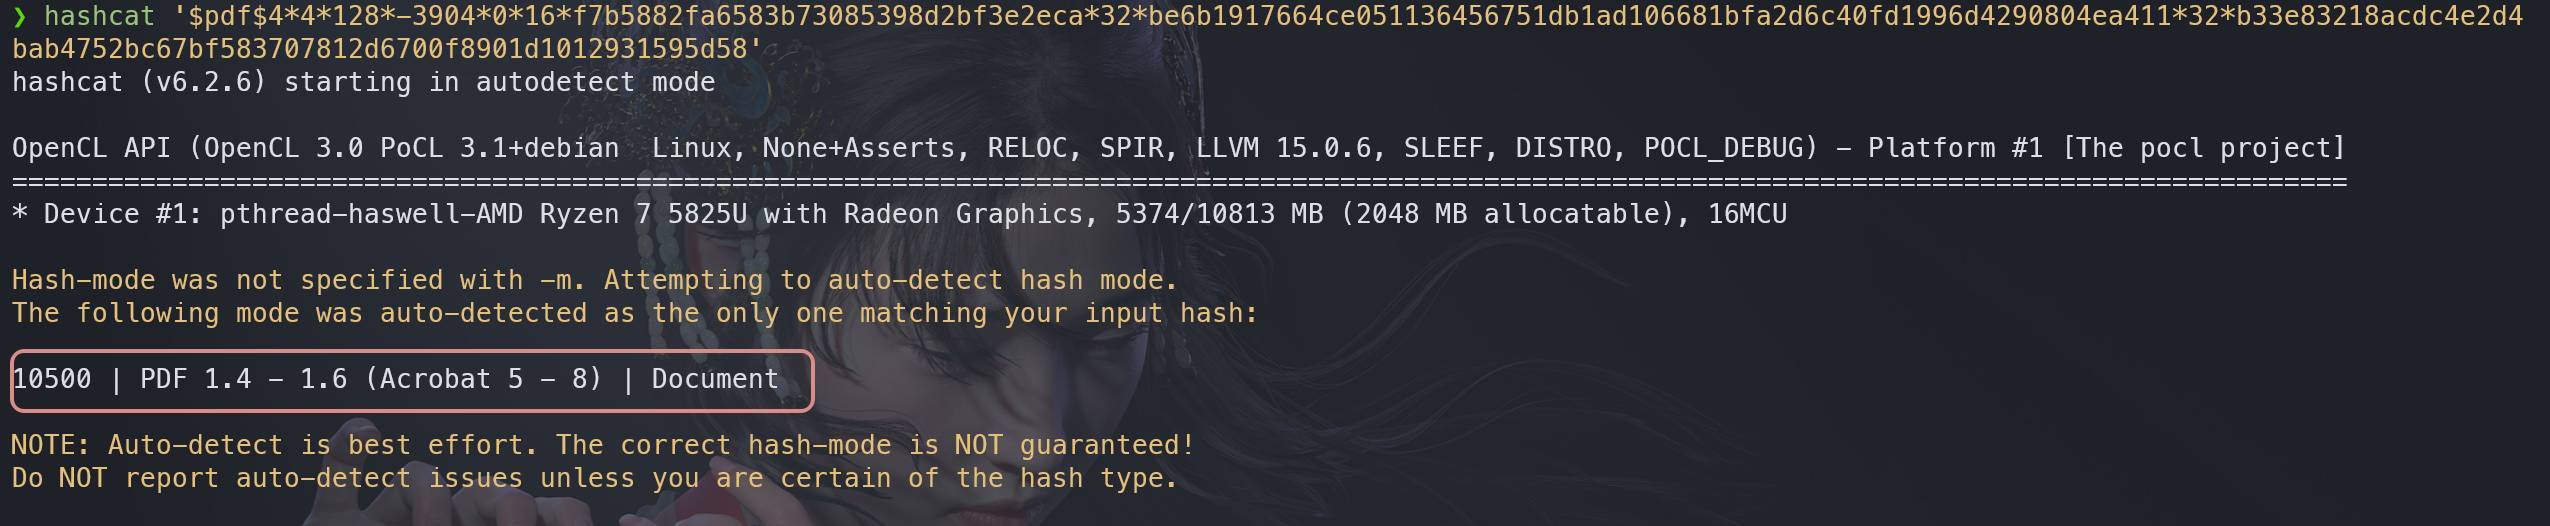 ❯ hashcat '$pdf$4*4*128*-3904*0*16*f7b5882fa6583b73085398d2bf3e2eca*32*be6b1917664ce051136456751db1ad106681bfa2d6c40fd1996d4290804ea411*32*b33e83218acdc4e2d4
bab4752bc67bf583707812d6700f8901d1012931595d58'
hashcat (v6.2.6) starting in autodetect mode
OpenCL API (OpenCL 3.0 PoCL 3.1+debian  Linux, None+Asserts, RELOC, SPIR, LLVM 15.0.6, SLEEF, DISTRO, POCL_DEBUG) - Platform #1 [The pocl project]
==================================================================================================================================================
* Device #1: pthread-haswell-AMD Ryzen 7 5825U with Radeon Graphics, 5374/10813 MB (2048 MB allocatable), 16MCU
Hash-mode was not specified with -m. Attempting to auto-detect hash mode.
The following mode was auto-detected as the only one matching your input hash:
10500 | PDF 1.4 - 1.6 (Acrobat 5 - 8) | Document
NOTE: Auto-detect is best effort. The correct hash-mode is NOT guaranteed!
Do NOT report auto-detect issues unless you are certain of the hash type.